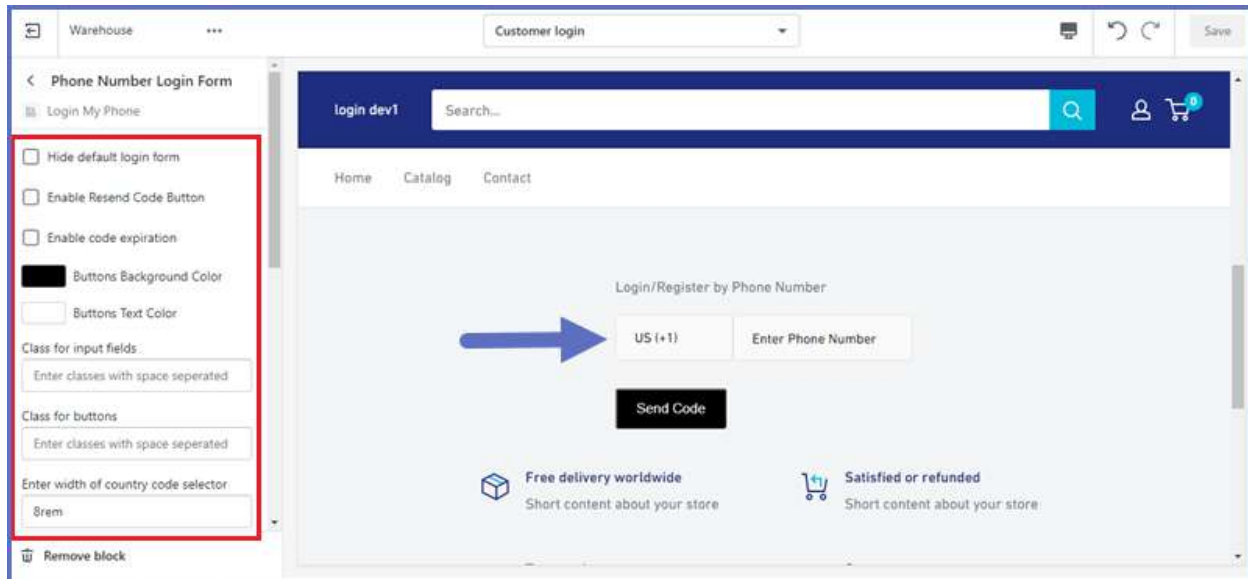 Warehouse
Customer login
Save
Phone Number Login Form
Login My Phone
Hide default login form
Enable Resend Code Button
Enable code expiration
Buttons Background Color
Buttons Text Color
Class for input fields
Enter classes with space seperated
Class for buttons
Enter classes with space seperated
Enter width of country code selector
8rem
Remove block
login dev1
Search...
0
Home Catalog Contact
Login/Register by Phone Number
US (+1) Enter Phone Number
Send Code
Free delivery worldwide
Short content about your store
Satisfied or refunded
Short content about your store